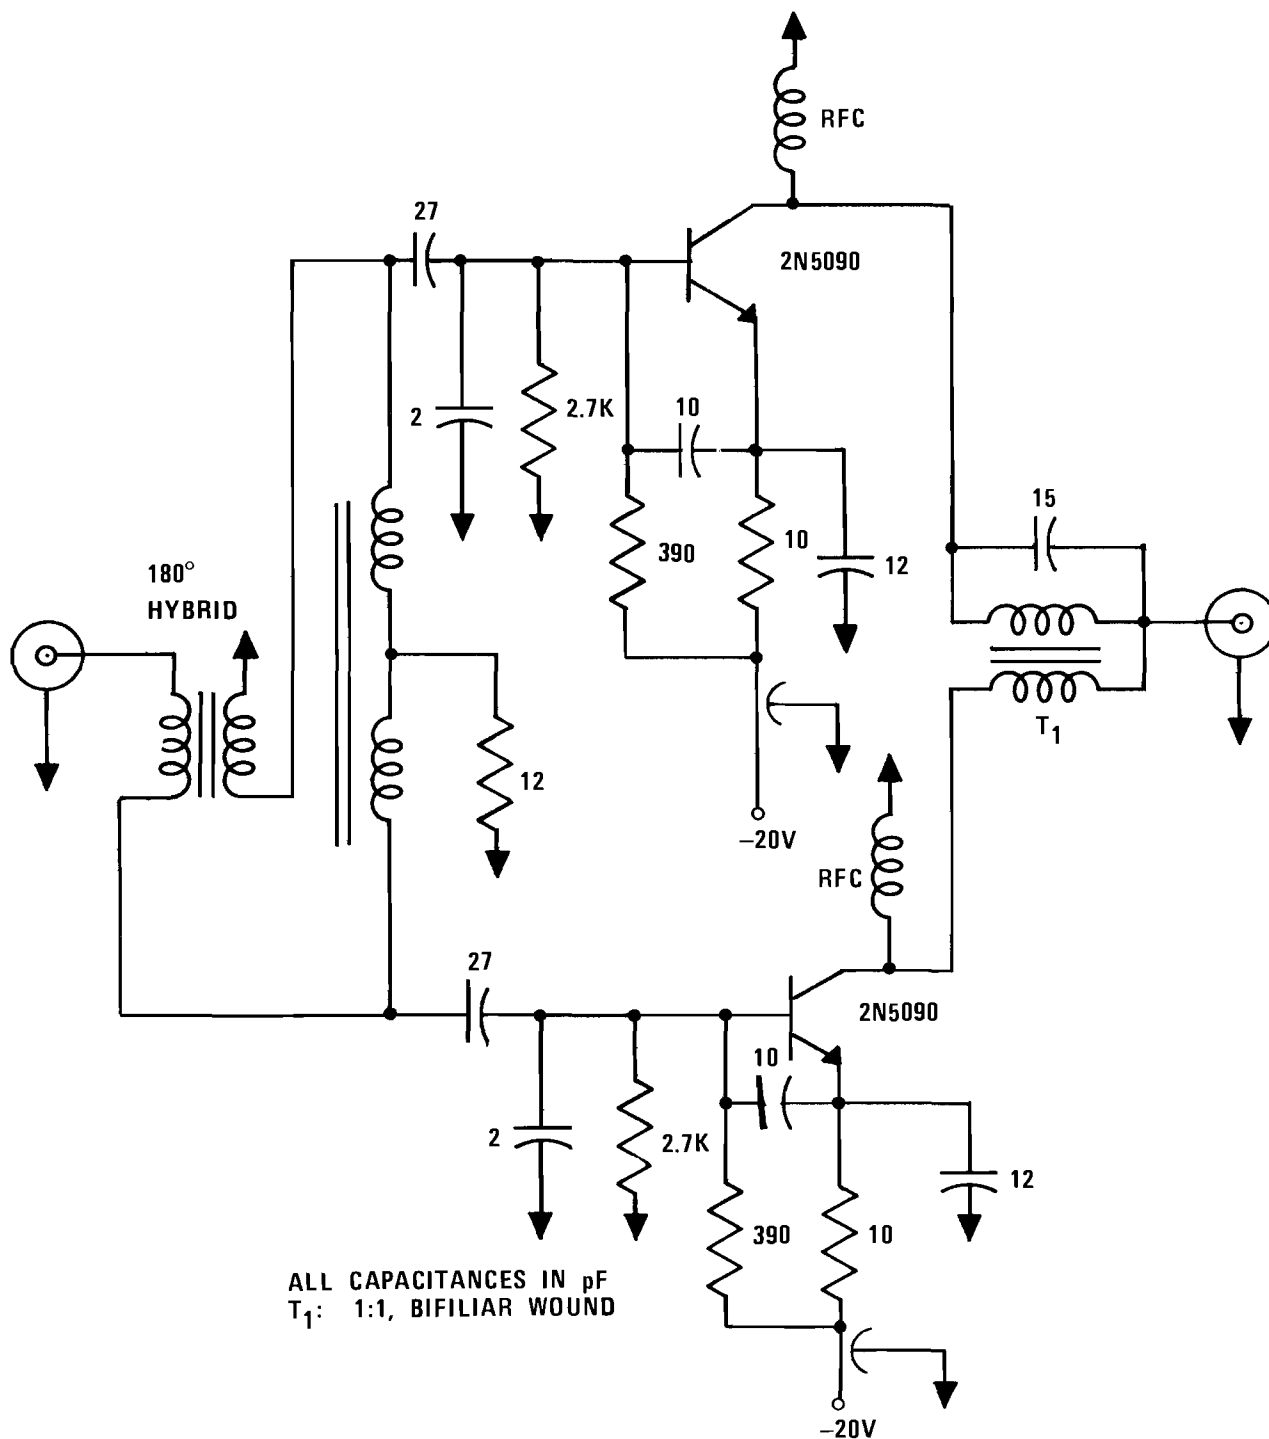 RFC
27
2N5090
2
2.7K
10
15
390
10
12
180°
HYBRID
T1
12
-20V
RFC
27
2N5090
10
2
2.7K
12
390
10
ALL CAPACITANCES IN pF
T1: 1:1, BIFILIAR WOUND
-20V